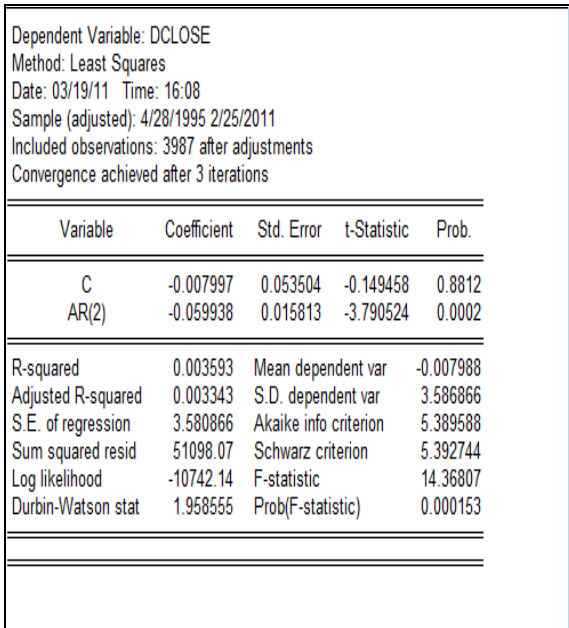 Dependent Variable: DCLOSE
Method: Least Squares
Date: 03/19/11 Time: 16:08
Sample (adjusted): 4/28/1995 2/25/2011
Included observations: 3987 after adjustments
Convergence achieved after 3 iterations
Variable Coefficient Std. Error t-Statistic Prob.
C -0.007997 0.053504 -0.149458 0.8812
AR(2) -0.059938 0.015813 -3.790524 0.0002
R-squared 0.003593 Mean dependent var -0.007988
Adjusted R-squared 0.003343 S.D. dependent var 3.586866
S.E. of regression 3.580866 Akaike info criterion 5.389588
Sum squared resid 51098.07 Schwarz criterion 5.392744
Log likelihood -10742.14 F-statistic 14.36807
Durbin-Watson stat 1.958555 Prob(F-statistic) 0.000153